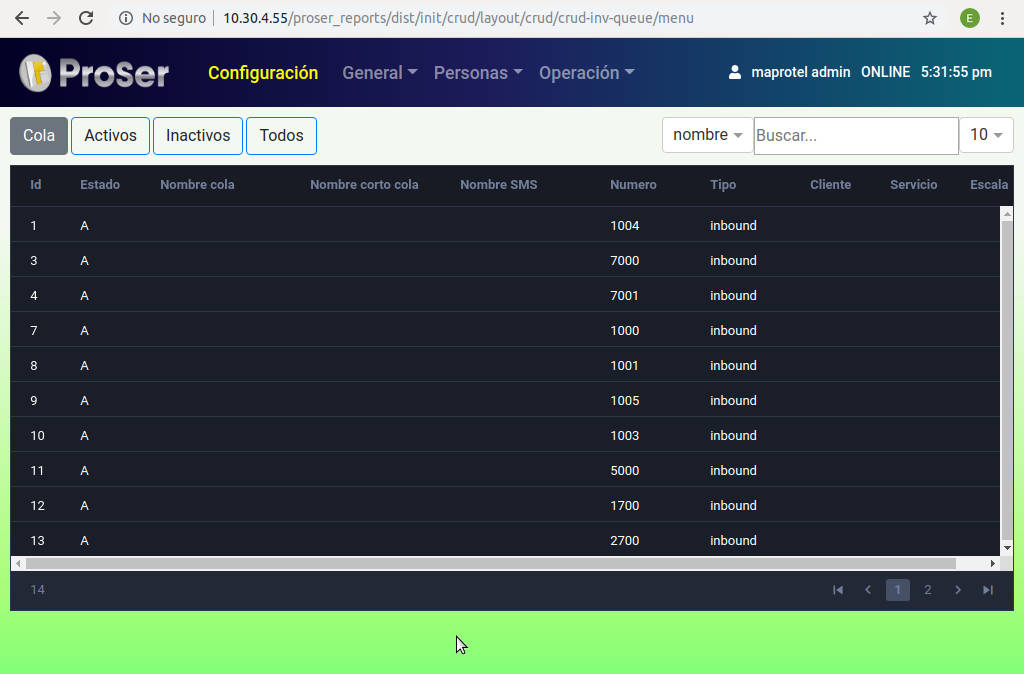 No seguro 10.30.4.55/proser_reports/dist/init/crud/layout/crud/crud-inv-queue/menu E
ProSer Configuración General Personas Operación maprotel admin ONLINE 5:31:55 pm
Cola Activos Inactivos Todos nombre Buscar... 10
Id Estado Nombre cola Nombre corto cola Nombre SMS Numero Tipo Cliente Servicio Escala
1 A 1004 inbound
3 A 7000 inbound
4 A 7001 inbound
7 A 1000 inbound
8 A 1001 inbound
9 A 1005 inbound
10 A 1003 inbound
11 A 5000 inbound
12 A 1700 inbound
13 A 2700 inbound
14 1 2